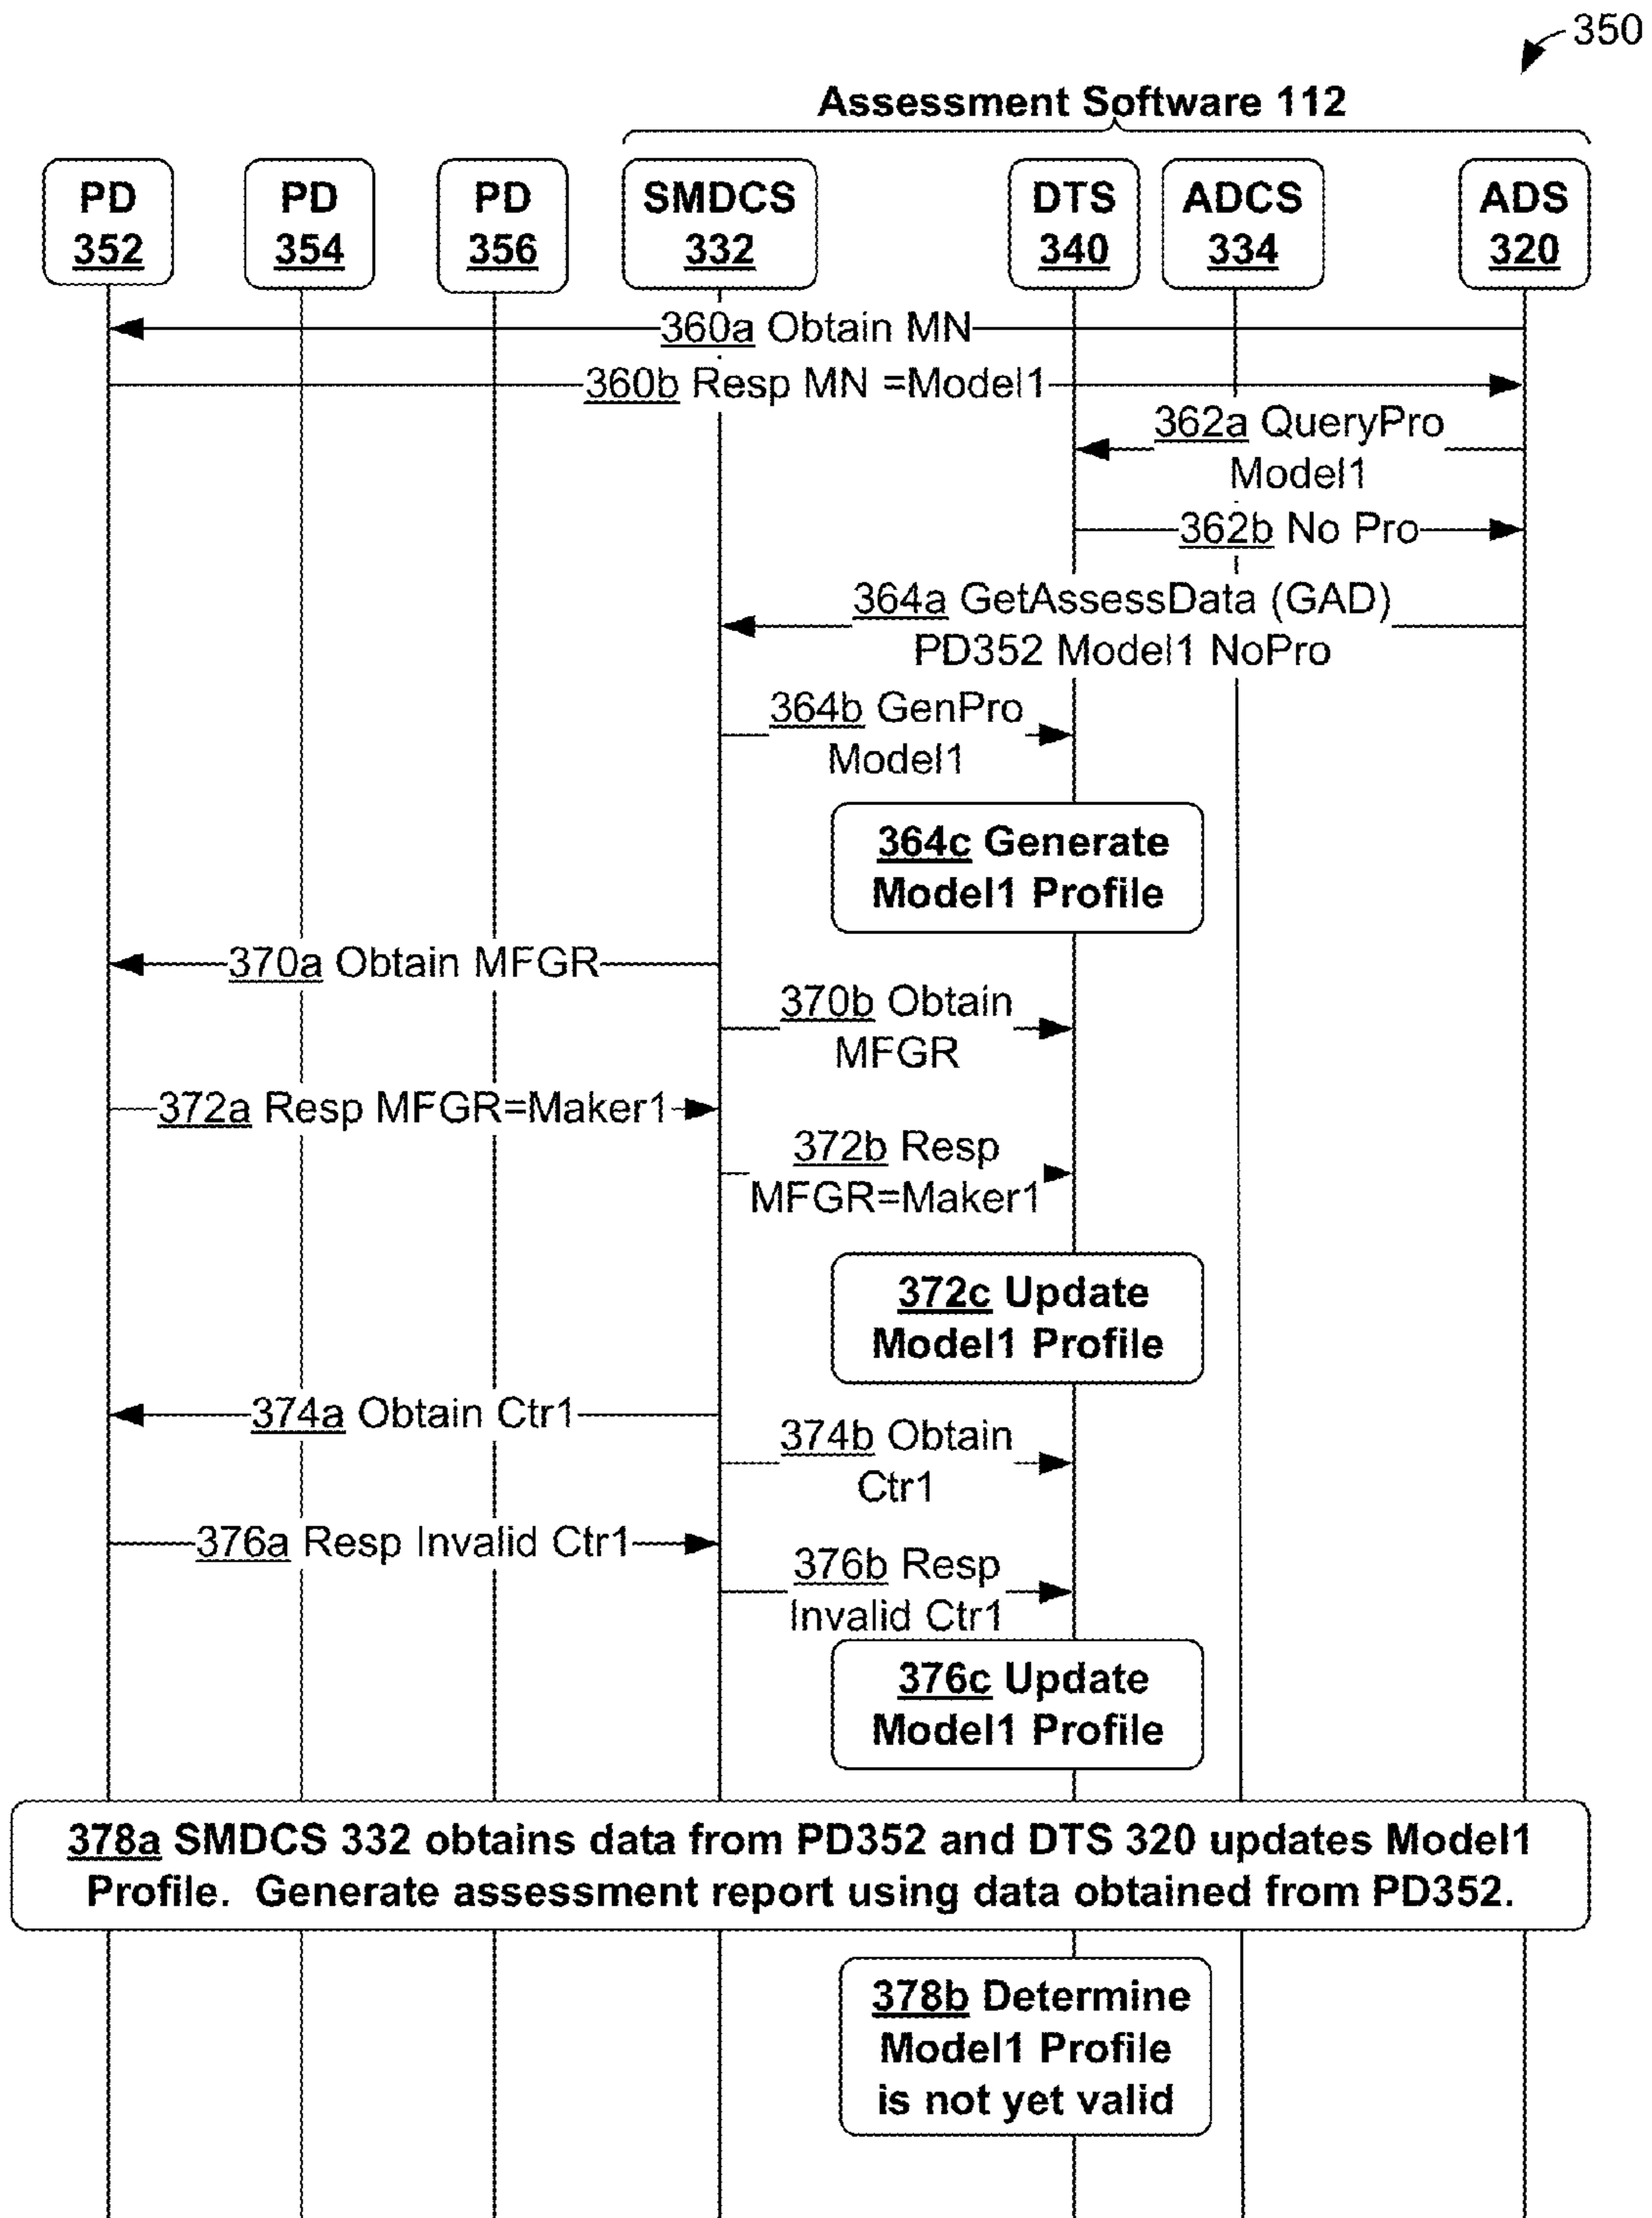 350
Assessment Software 112
PD
352
PD
354
PD
356
SMDCS
332
DTS
340
ADCS
334
ADS
320
360a Obtain MN
360b Resp MN =Model1
362a QueryPro
Model1
362b No Pro
364a GetAssessData (GAD)
PD352 Model1 NoPro
364b GenPro
Model1
364c Generate
Model1 Profile
370a Obtain MFGR
370b Obtain
MFGR
372a Resp MFGR=Maker1
372b Resp
MFGR=Maker1
372c Update
Model1 Profile
374a Obtain Ctr1
374b Obtain
Ctr1
376a Resp Invalid Ctr1
376b Resp
Invalid Ctr1
376c Update
Model1 Profile
378a SMDCS 332 obtains data from PD352 and DTS 320 updates Model1
Profile. Generate assessment report using data obtained from PD352.
378b Determine
Model1 Profile
is not yet valid